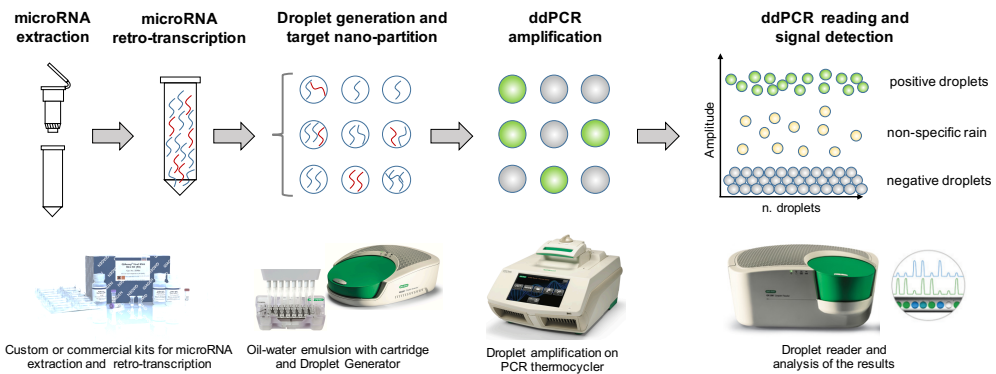 microRNA
extraction
microRNA
retro-transcription
Droplet generation and
target nano-partition
ddPCR
amplification
ddPCR reading and
signal detection
Amplitude
positive droplets
non-specific rain
negative droplets
n. droplets
Custom or commercial kits for microRNA
extraction and retro-transcription
Oil-water emulsion with cartridge
and Droplet Generator
Droplet amplification on
PCR thermocycler
Droplet reader and
analysis of the results